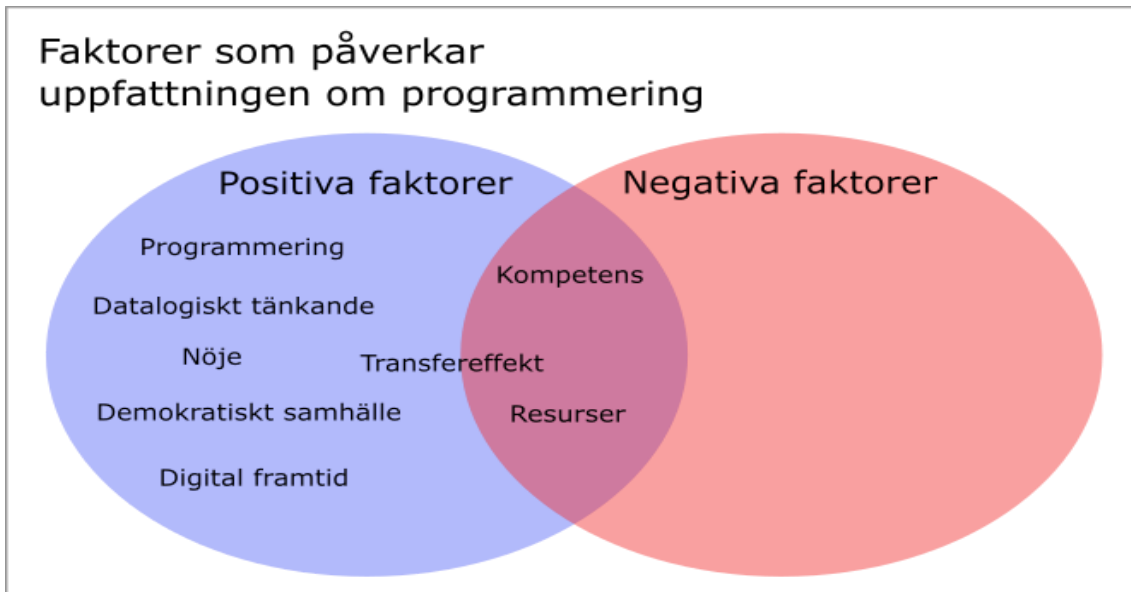 Faktorer som påverkar
uppfattningen om programmering
Positiva faktorer
Negativa faktorer
Programmering
Kompetens
Datalogiskt tänkande
Nöje
Transfereffekt
Demokratiskt samhälle
Resurser
Digital framtid